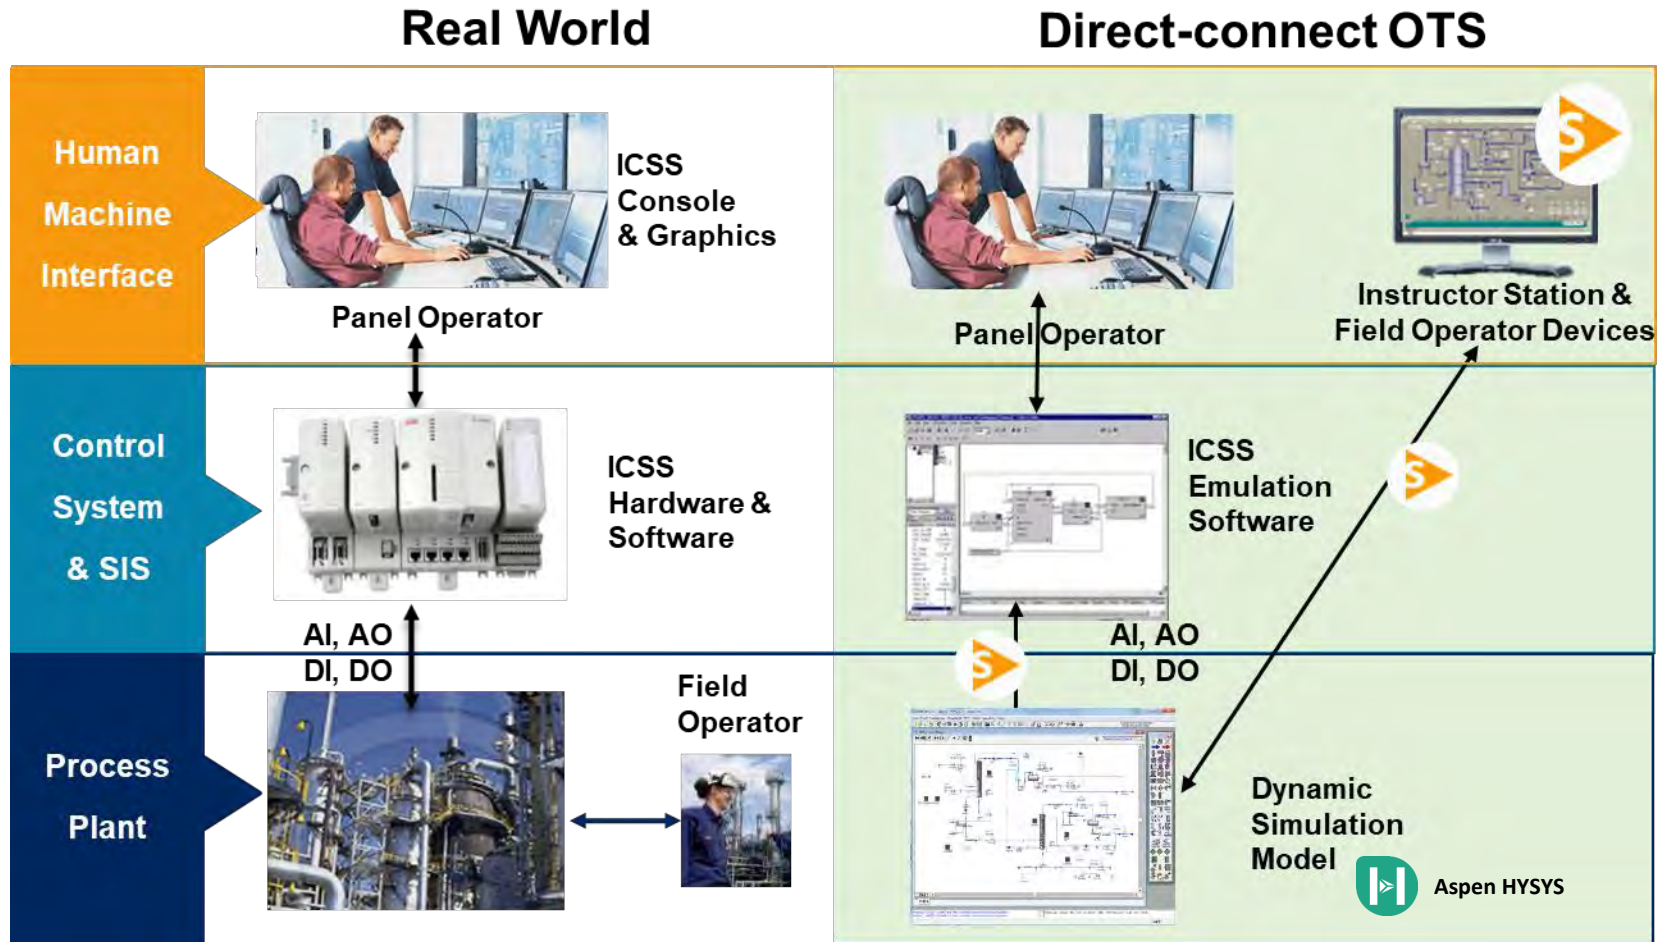 Real World
Direct-connect OTS
Human
Machine
Interface
ICSS
Console
& Graphics
Panel Operator
Panel Operator
Instructor Station &
Field Operator Devices
S
Control
System
& SIS
ICSS
Hardware &
Software
ICSS
Emulation
Software
S
AI, AO
DI, DO
AI, AO
DI, DO
S
Process
Plant
Field
Operator
Dynamic
Simulation
Model
H
Aspen HYSYS